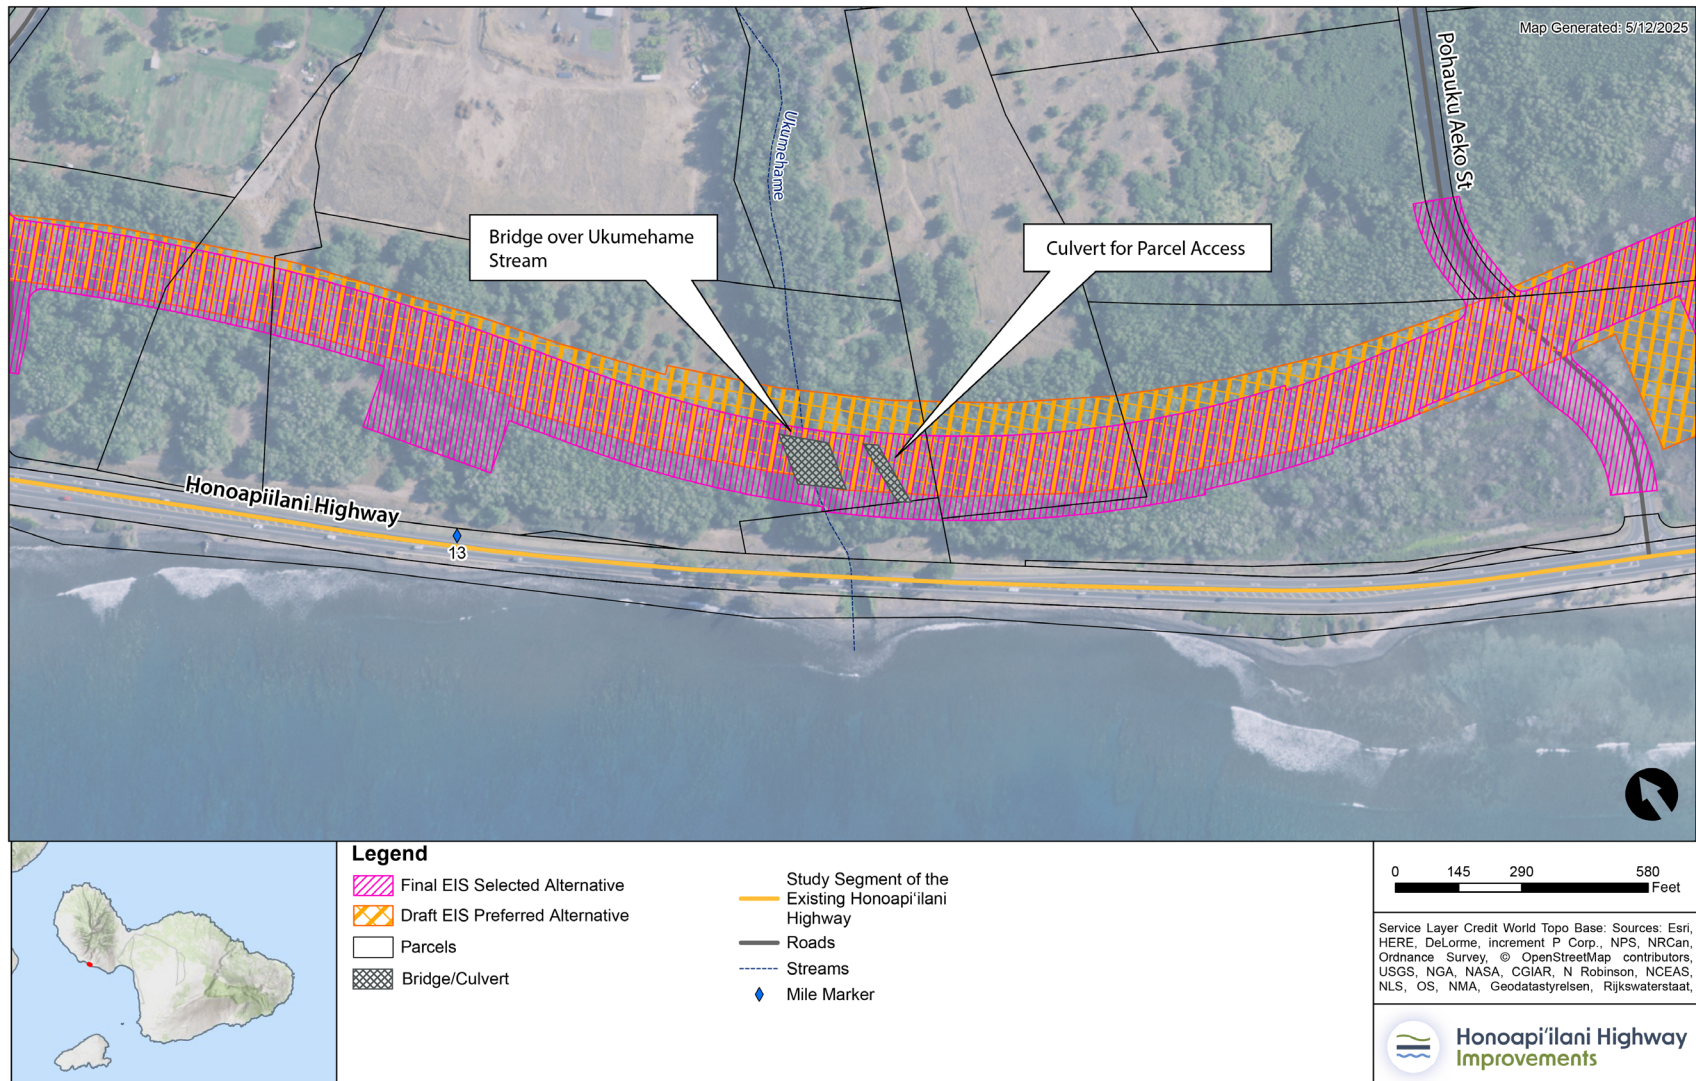 Map Generated: 5/12/2025
Pohauku Aeko St
Ukumehame
Bridge over Ukumehame
Stream
Culvert for Parcel Access
Honoapiilani Highway
13
Legend
Final EIS Selected Alternative
Draft EIS Preferred Alternative
Parcels
Bridge/Culvert
Study Segment of the
Existing Honoapiʻilani
Highway
Roads
Streams
Mile Marker
0 145 290 580
Feet
Service Layer Credit World Topo Base: Sources: Esri,
HERE, DeLorme, increment P Corp., NPS, NRCan,
Ordnance Survey, © OpenStreetMap contributors,
USGS, NGA, NASA, CGIAR, N Robinson, NCEAS,
NLS, OS, NMA, Geodatastyrelsen, Rijkswaterstaat,
Honoapiʻilani Highway
Improvements